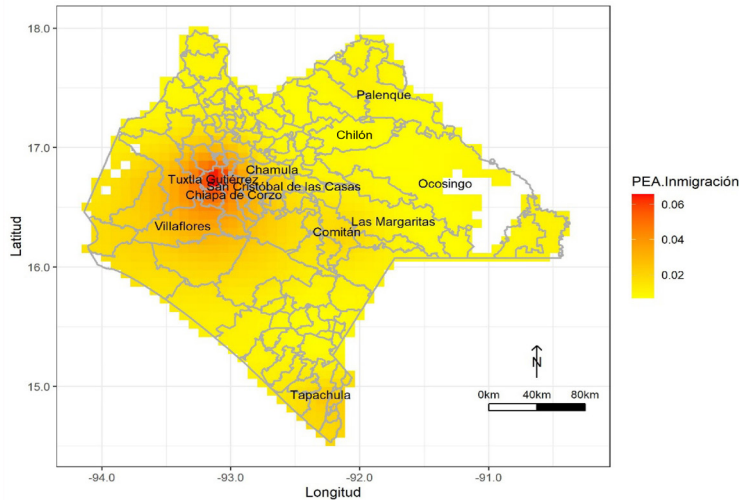 18.0
Palenque
Chilón
17.0
Chamula
Tuxtla Gutiérrez
Ocosingo
San Cristóbal de las Casas
Chiapa de Corzo
Las Margaritas
Villaflores
Comitán
16.0
15.0
Tapachula
Latitud
-94.0 -93.0 -92.0 -91.0
Longitud
N
0km 40km 80km
PEA.Inmigración
0.06
0.04
0.02